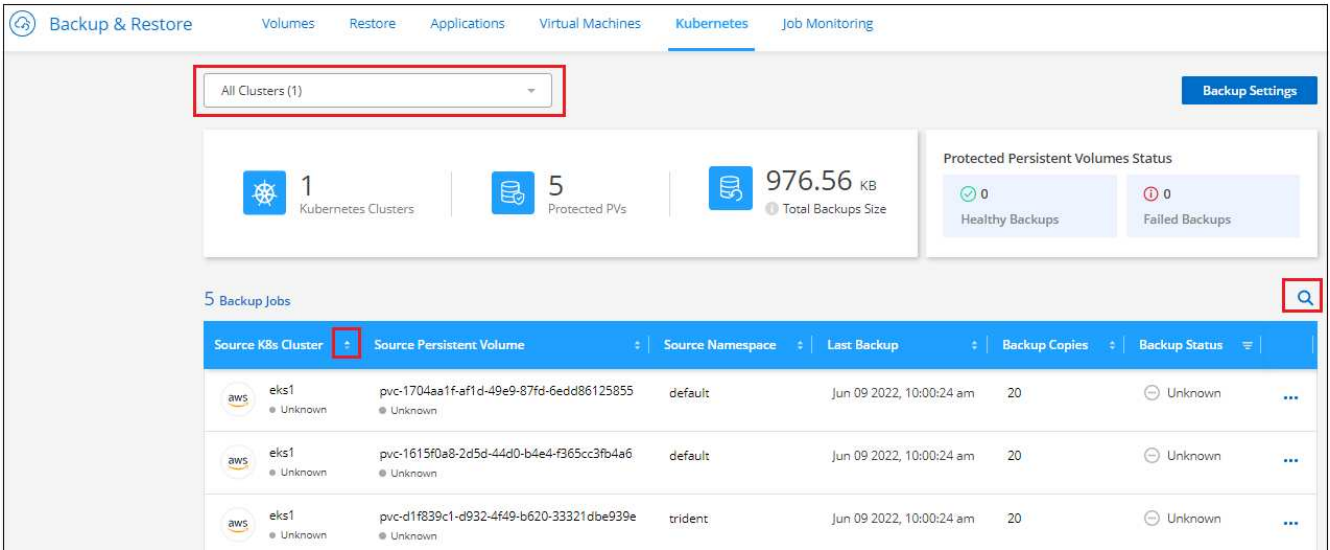 Backup & Restore Volumes Restore Applications Virtual Machines Kubernetes Job Monitoring
All Clusters (1) Backup Settings
1 Kubernetes Clusters
5 Protected PVs
976.56 KB Total Backups Size
Protected Persistent Volumes Status
0 Healthy Backups
0 Failed Backups
5 Backup Jobs
Source K8s Cluster Source Persistent Volume Source Namespace Last Backup Backup Copies Backup Status
aws eks1 pvc-1704aa1f-af1d-49e9-87fd-6edd86125855 default Jun 09 2022, 10:00:24 am 20 Unknown
Unknown Unknown
aws eks1 pvc-1615f0a8-2d5d-44d0-b4e4-f365cc3fb4a6 default Jun 09 2022, 10:00:24 am 20 Unknown
Unknown Unknown
aws eks1 pvc-d1f839c1-d932-4f49-b620-33321dbe939e trident Jun 09 2022, 10:00:24 am 20 Unknown
Unknown Unknown